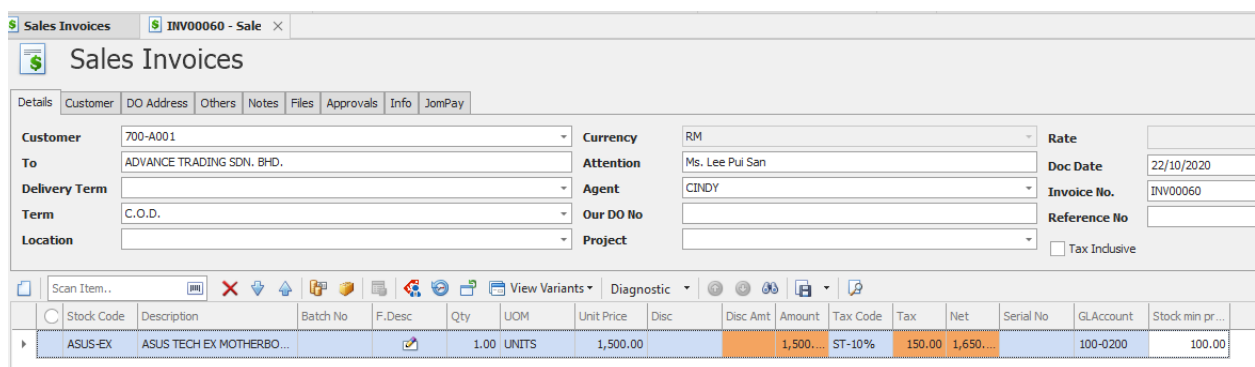 Sales Invoices INV00060 - Sale
Sales Invoices
Details Customer DO Address Others Notes Files Approvals Info JomPay
Customer 700-A001 Currency RM Rate
To ADVANCE TRADING SDN. BHD. Attention Ms. Lee Pui San Doc Date 22/10/2020
Delivery Term Agent CINDY Invoice No. INV00060
Term C.O.D. Our DO No Reference No
Location Project Tax Inclusive
Scan Item.. View Variants Diagnostic
Stock Code Description Batch No F.Desc Qty UOM Unit Price Disc Disc Amt Amount Tax Code Tax Net Serial No GLAccount Stock min pr...
ASUS-EX ASUS TECH EX MOTHERBO... 1.00 UNITS 1,500.00 1,500.... ST-10% 150.00 1,650.... 100-0200 100.00